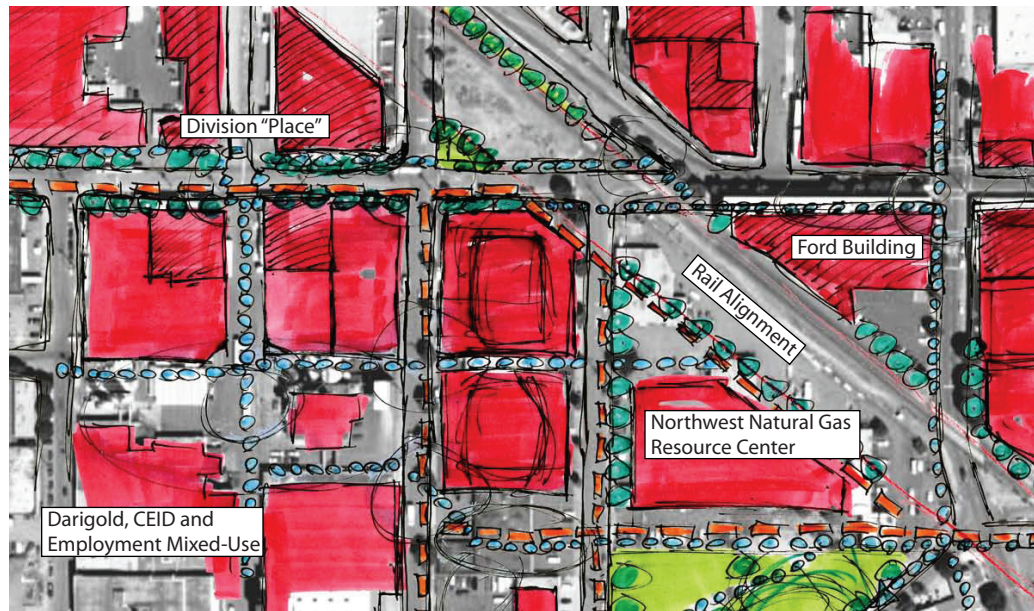 Division “Place”
Ford Building
Rail Alignment
Northwest Natural Gas
Resource Center
Darigold, CEID and
Employment Mixed-Use